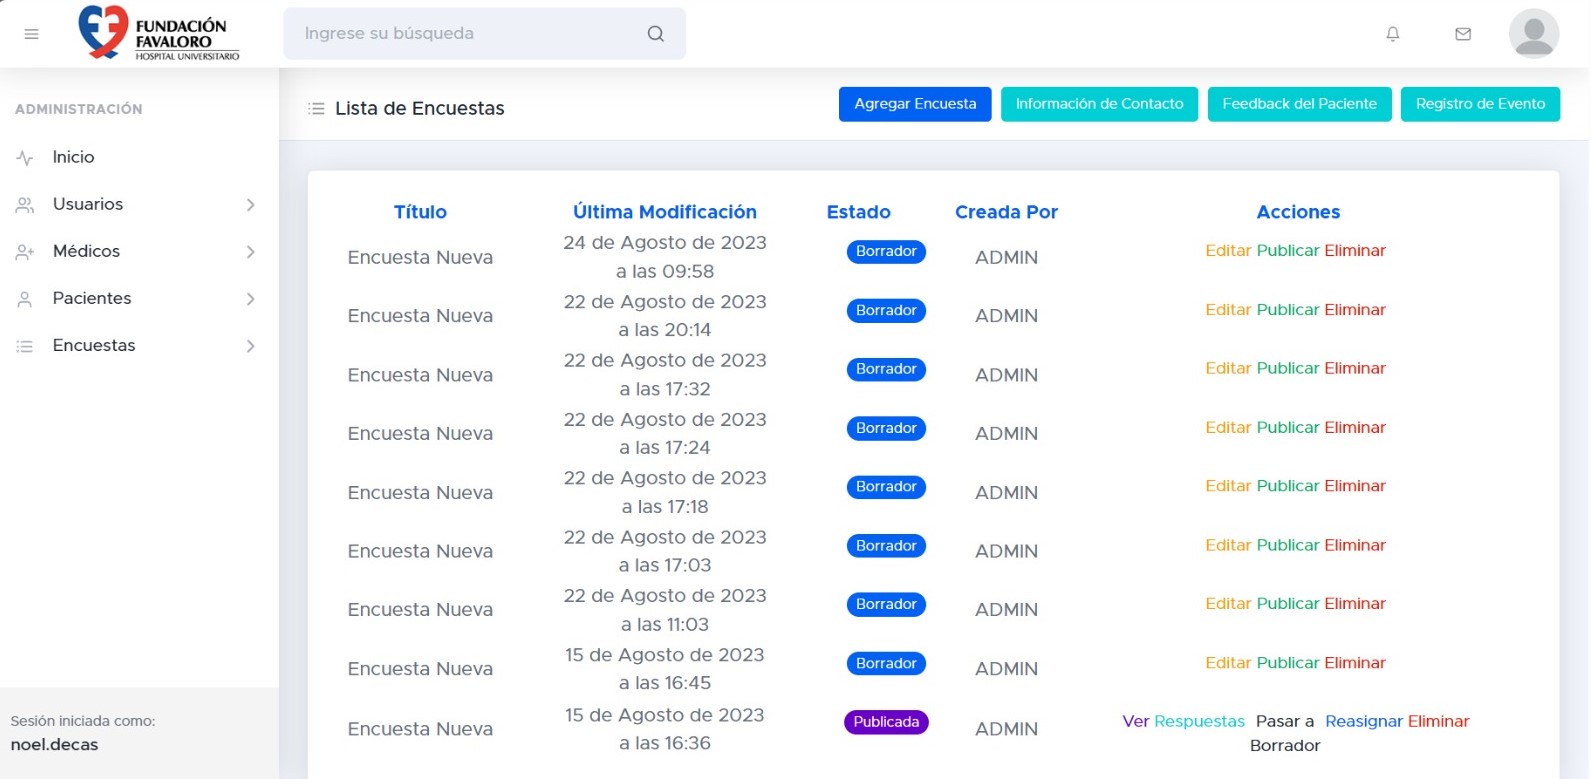 FUNDACIÓN
FAVALORO
HOSPITAL UNIVERSITARIO
Ingrese su búsqueda
ADMINISTRACIÓN
Inicio
Usuarios
Médicos
Pacientes
Encuestas
Sesión iniciada como:
noel.decas
Lista de Encuestas
Agregar Encuesta Información de Contacto Feedback del Paciente Registro de Evento
Título Última Modificación Estado Creada Por Acciones
Encuesta Nueva 24 de Agosto de 2023 Borrador ADMIN Editar Publicar Eliminar
a las 09:58
Encuesta Nueva 22 de Agosto de 2023 Borrador ADMIN Editar Publicar Eliminar
a las 20:14
Encuesta Nueva 22 de Agosto de 2023 Borrador ADMIN Editar Publicar Eliminar
a las 17:32
Encuesta Nueva 22 de Agosto de 2023 Borrador ADMIN Editar Publicar Eliminar
a las 17:24
Encuesta Nueva 22 de Agosto de 2023 Borrador ADMIN Editar Publicar Eliminar
a las 17:18
Encuesta Nueva 22 de Agosto de 2023 Borrador ADMIN Editar Publicar Eliminar
a las 17:03
Encuesta Nueva 22 de Agosto de 2023 Borrador ADMIN Editar Publicar Eliminar
a las 11:03
Encuesta Nueva 15 de Agosto de 2023 Borrador ADMIN Editar Publicar Eliminar
a las 16:45
Encuesta Nueva 15 de Agosto de 2023 Publicada ADMIN Ver Respuestas Pasar a Reasignar Eliminar
a las 16:36 Borrador